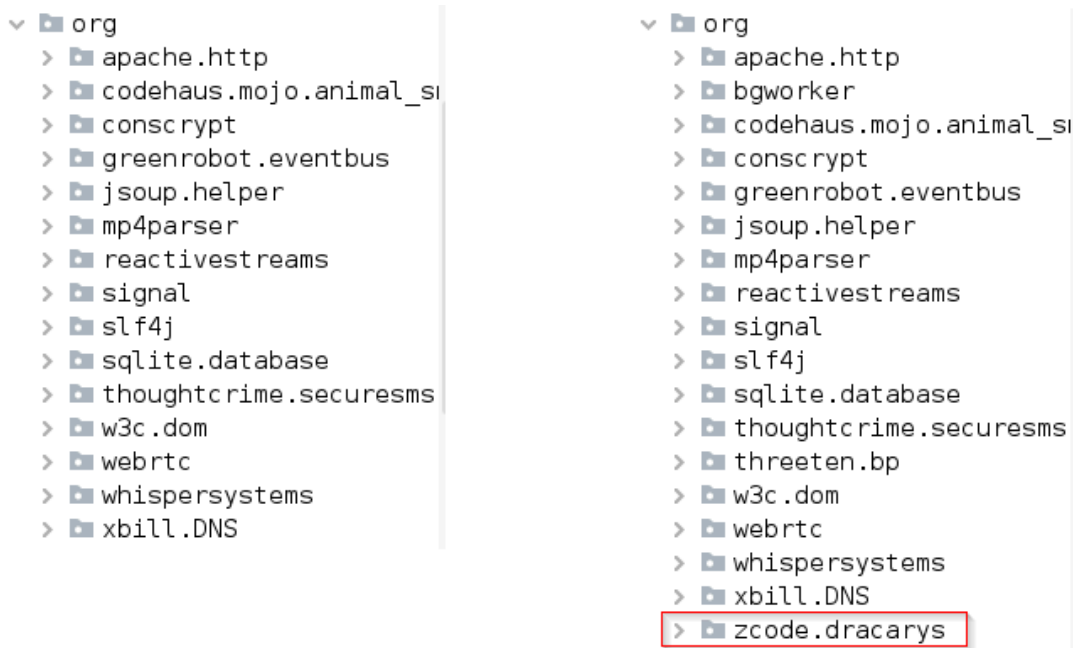 org
apache.http
codehaus.mojo.animal_s
conscrypt
greenrobot.eventbus
jsoup.helper
mp4parser
reactivestreams
signal
slf4j
sqlite.database
thoughtcrime.securesms
w3c.dom
webrtc
whispersystems
xbill.DNS
org
apache.http
bgworker
codehaus.mojo.animal_s
conscrypt
greenrobot.eventbus
jsoup.helper
mp4parser
reactivestreams
signal
slf4j
sqlite.database
thoughtcrime.securesms
threeten.bp
w3c.dom
webrtc
whispersystems
xbill.DNS
zcode.dracarys